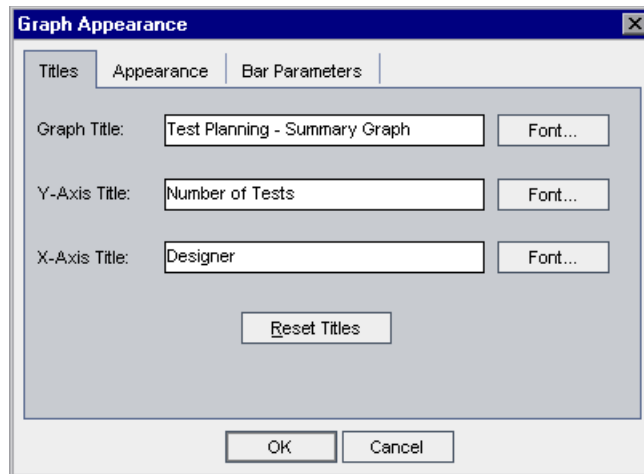 Graph Appearance
Titles Appearance Bar Parameters
Graph Title: Test Planning - Summary Graph Font...
Y-Axis Title: Number of Tests Font...
X-Axis Title: Designer Font...
Reset Titles
OK Cancel